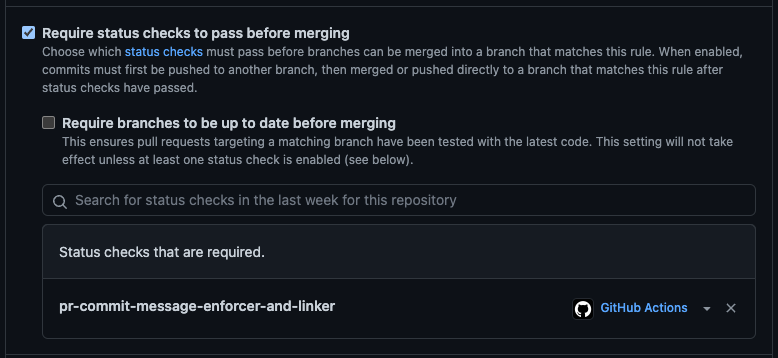 Require status checks to pass before merging
Choose which status checks must pass before branches can be merged into a branch that matches this rule. When enabled,
commits must first be pushed to another branch, then merged or pushed directly to a branch that matches this rule after
status checks have passed.
Require branches to be up to date before merging
This ensures pull requests targeting a matching branch have been tested with the latest code. This setting will not take
effect unless at least one status check is enabled (see below).
Search for status checks in the last week for this repository
Status checks that are required.
pr-commit-message-enforcer-and-linker
GitHub Actions